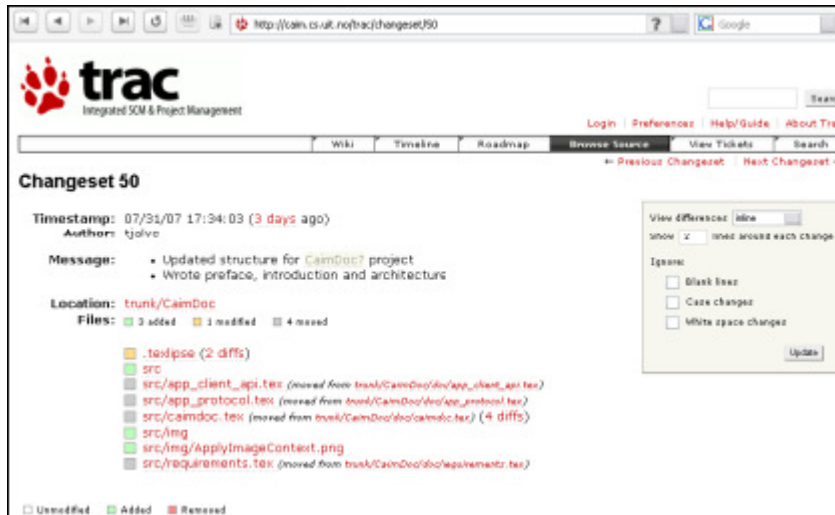 http://caim.cs.uit.no/trac/changeset/50
?
Google
trac
Integrated SCM & Project Management
Sear
Login
Preferences
Help/Guide
About Tra
Wiki
Timeline
Roadmap
Browse Source
View Tickets
Search
← Previous Changeset
Next Changeset
Changeset 50
Timestamp: 07/31/07 17:34:03 (3 days ago)
Author: tjalve
Message: • Updated structure for CaimDoc? project
• Wrote preface, introduction and architecture
Location: trunk/CaimDoc
Files: 3 added 1 modified 4 moved
.texlipse (2 diffs)
src
src/app_client_api.tex (moved from trunk/CaimDoc/doc/app_client_api.tex)
src/app_protocol.tex (moved from trunk/CaimDoc/doc/app_protocol.tex)
src/caimdoc.tex (moved from trunk/CaimDoc/doc/caimdoc.tex) (4 diffs)
src/img
src/img/ApplyImageContext.png
src/requirements.tex (moved from trunk/CaimDoc/doc/requirements.tex)
View differences inline
Show 2 lines around each change
Ignore:
Blank lines
Case changes
White space changes
Update
Unmodified Added Removed